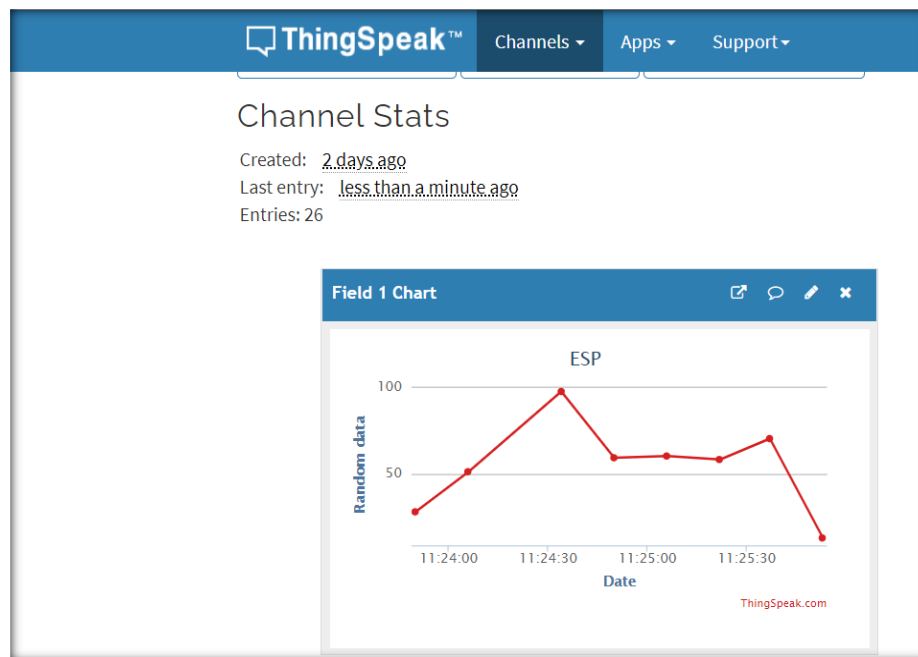 ThingSpeak™ Channels Apps Support
Channel Stats
Created: 2 days ago
Last entry: less than a minute ago
Entries: 26
Field 1 Chart
ESP
100
50
Random data
11:24:00 11:24:30 11:25:00 11:25:30
Date
ThingSpeak.com